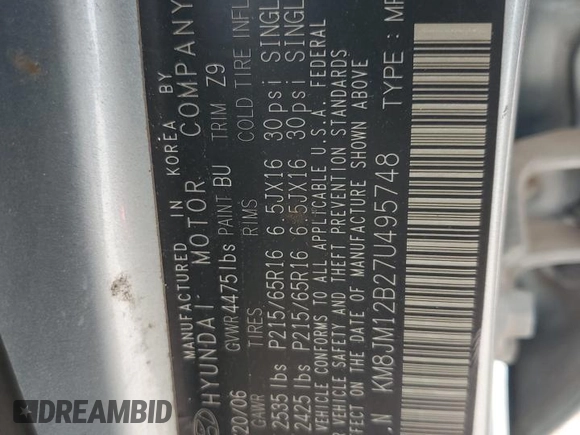 MANUFACTURED IN KOREA BY
HYUNDAI MOTOR COMPANY
20/06 GVWR 4475lbs PAINT BU TRIM Z9
GAWR TIRES RIMS COLD TIRE INFL
2535 lbs P215/65R16 6.5JX16 30psi SINGL
2425 lbs P215/65R16 6.5JX16 30psi SINGL
VEHICLE CONFORMS TO ALL APPLICABLE U.S.A. FEDERAL
SAFETY AND THEFT PREVENTION STANDARDS
EFFECT ON THE DATE OF MANUFACTURE SHOWN ABOVE
.N KM8JM12B27U495748 TYPE : MP
DID.FAST